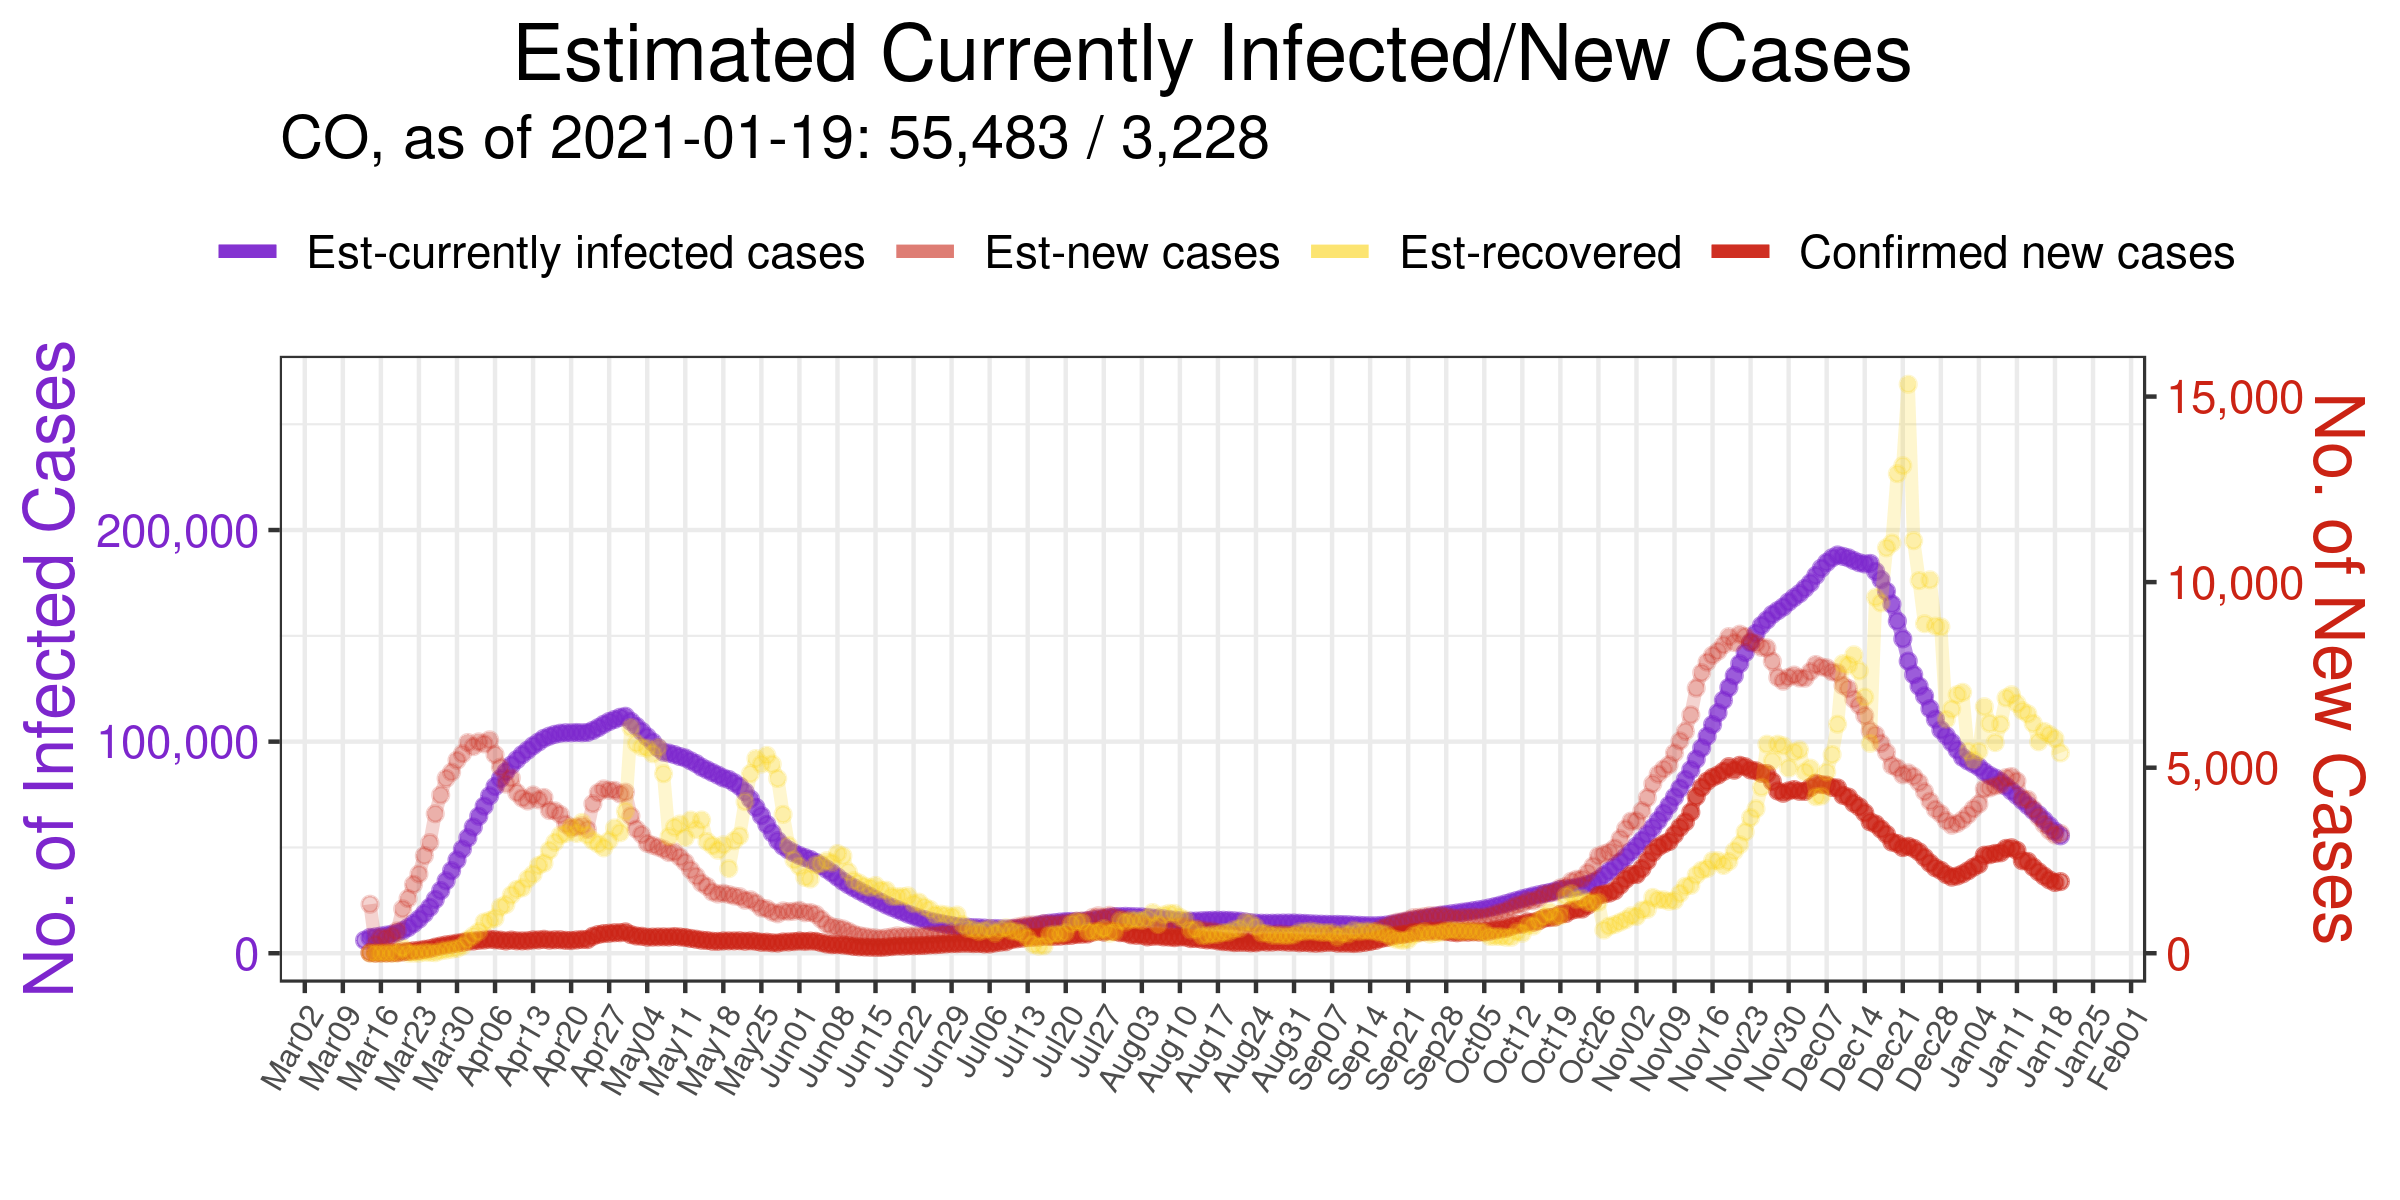 Estimated Currently Infected/New Cases
CO, as of 2021-01-19: 55,483 / 3,228
Est-currently infected cases Est-new cases Est-recovered Confirmed new cases
No. of Infected Cases
200,000
100,000
0
15,000
10,000
5,000
0
No. of New Cases
Mar02 Mar09 Mar16 Mar23 Mar30 Apr06 Apr13 Apr20 Apr27 May04 May11 May18 May25 Jun01 Jun08 Jun15 Jun22 Jun29 Jul06 Jul13 Jul20 Jul27 Aug03 Aug10 Aug17 Aug24 Aug31 Sep07 Sep14 Sep21 Sep28 Oct05 Oct12 Oct19 Oct26 Nov02 Nov09 Nov16 Nov23 Nov30 Dec07 Dec14 Dec21 Dec28 Jan04 Jan11 Jan18 Jan25 Feb01